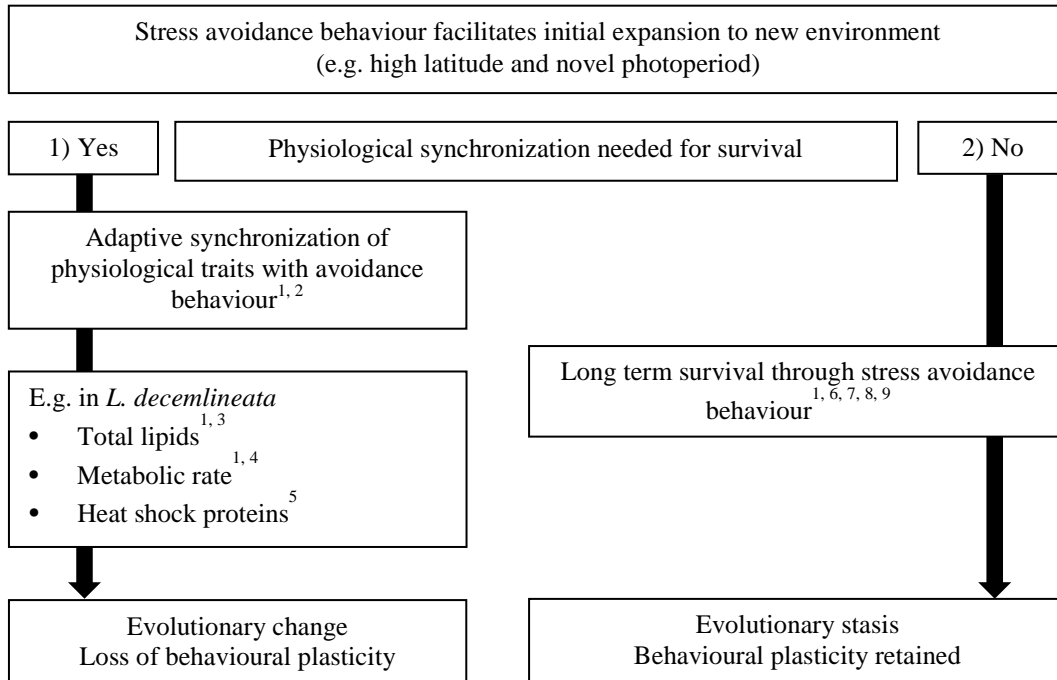 Stress avoidance behaviour facilitates initial expansion to new environment
(e.g. high latitude and novel photoperiod)
1) Yes
Physiological synchronization needed for survival
2) No
Adaptive synchronization of
physiological traits with avoidance
behaviour1, 2
E.g. in L. decemlineata
• Total lipids1, 3
• Metabolic rate1, 4
• Heat shock proteins5
Long term survival through stress avoidance
behaviour1, 6, 7, 8, 9
Evolutionary change
Loss of behavioural plasticity
Evolutionary stasis
Behavioural plasticity retained